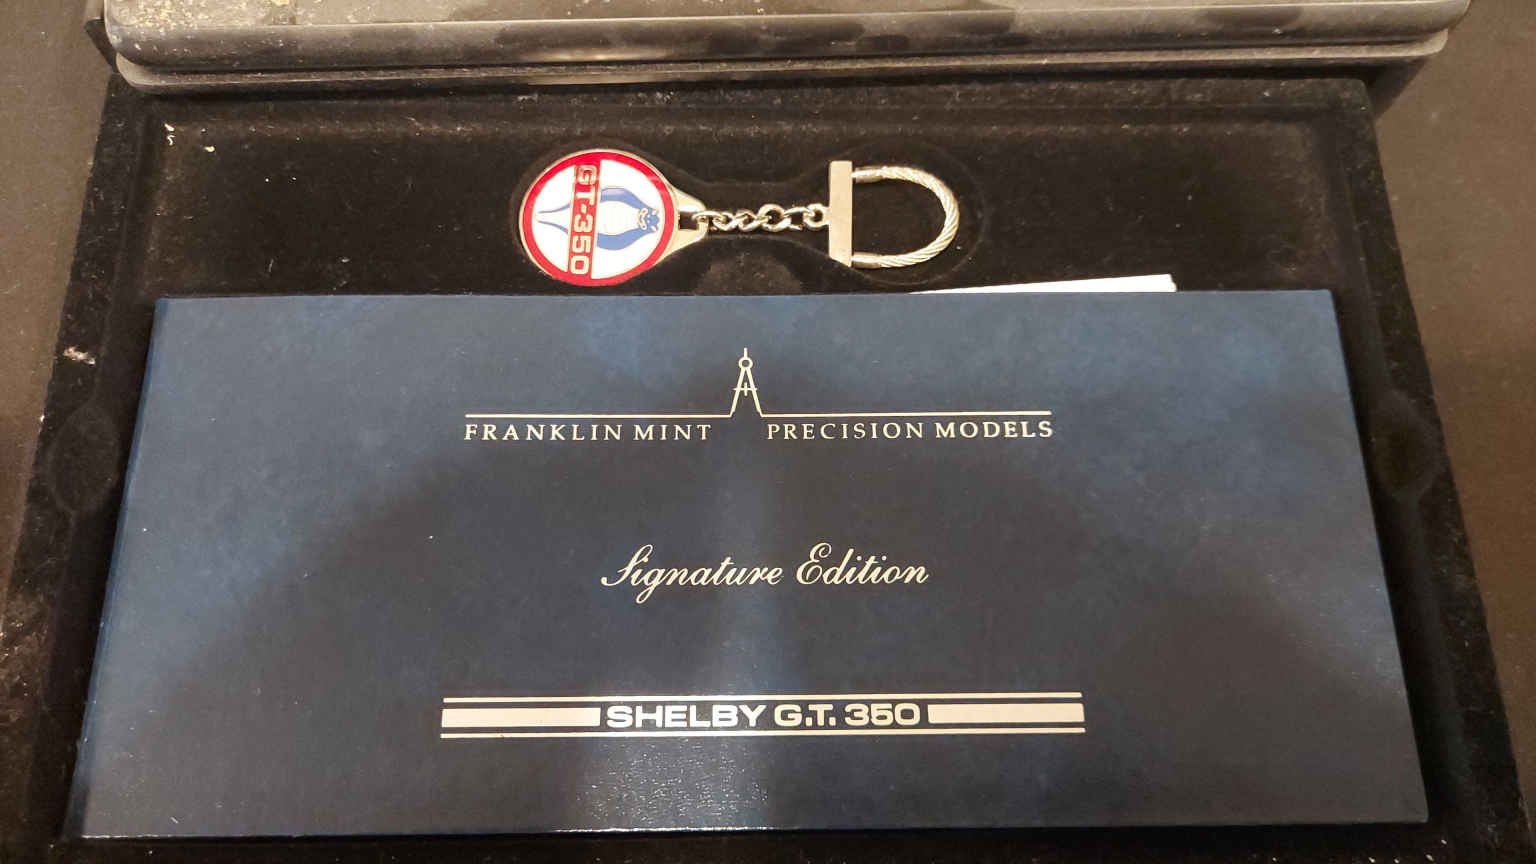 GT-350
FRANKLIN MINT PRECISION MODELS
Signature Edition
SHELBY G.T. 350